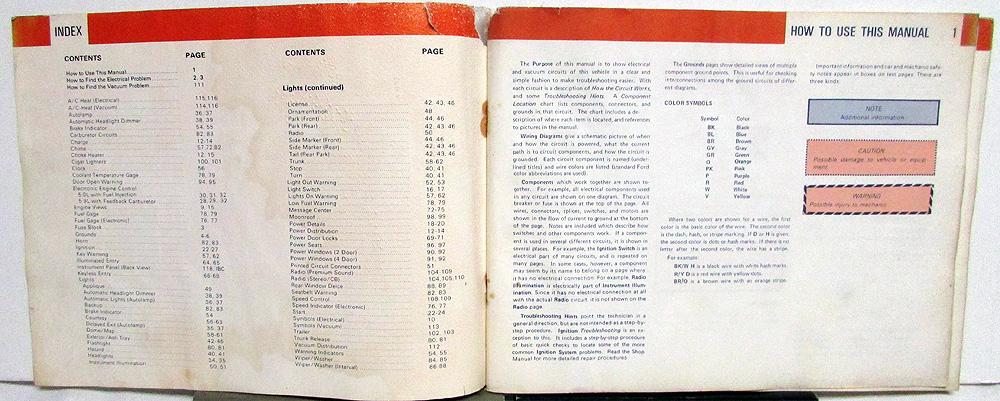 INDEX
CONTENTS PAGE
How to Use This Manual 1
How to Find the Electrical Problem 2, 3
How to Find the Vacuum Problem 111
A/C Heat (Electrical) 115,116
A/C-Heat (Vacuum) 114,116
Autolamp 36, 37
Automatic Headlight Dimmer 38, 39
Brake Indicator 54, 55
Carburetor Circuits 82, 83
Charge 12-14
Chime 57,72,82
Choke Heater 12-15
Cigar Lighters 100, 101
Clock 56
Coolant Temperature Gage 78, 79
Door Open Warning 94, 95
Electronic Engine Control
5.0L with Fuel Injection 30, 31, 32
5.8L with Feedback Carburetor 28, 29, 32
Engine Views 9, 15
Fuel Gage 78, 79
Fuel Gage (Electronic) 76, 77
Fuse Block 3
Grounds 4-6
Horn 82, 83
Ignition 22-27
Key Warning 57, 62
Illuminated Entry 64, 65
Instrument Panel (Back View) 118, IBC
Keyless Entry 66-68
Lights
Applique 49
Automatic Headlight Dimmer 38, 39
Automatic Lights (Autolamp) 36, 37
Backup 82, 83
Brake Indicator 54
Courtesy 56-63
Delayed Exit (Autolamp) 36, 37
Dome/Map 58-61
Exterior/Ash Tray 42-46
Flashlight
Hazard 80, 81
Headlights 40, 41
Instrument Illumination 34, 35
50, 51
CONTENTS PAGE
Lights (continued)
License 42, 43, 46
Ornamentation 48
Park (Front) 44, 46
Park (Rear) 42, 43, 46
Radio 50
Side Marker (Front) 44, 46
Side Marker (Rear) 42, 43, 46
Tail (Rear Park) 42, 43, 46
Trunk 58-62
Stop 40, 41
Turn 40, 41
Light Out Warning 52, 53
Light Switch 16, 17
Lights On Warning 57, 62
Low Fuel Warning 78, 79
Message Center 72-75
Moonroof 98, 99
Power Details 18-20
Power Distribution 12-14
Power Door Locks 69-71
Power Seats 96, 97
Power Windows (2 Door) 90, 92
Power Windows (4 Door) 91, 92
Printed Circuit Connectors 51
Radio (Premium Sound) 104,109
Radio (Stereo/CB) 104,105,110
Rear Window Deice 88, 89
Seatbelt Warning 82, 83
Speed Control 108,109
Speed Indicator (Electronic) 76, 77
Start 22-24
Symbols (Electrical) 10
Symbols (Vacuum) 113
Trailer 102, 103
Trunk Release 80, 81
Vacuum Distribution 112
Warning Indicators 54, 55
Wiper/Washer 84, 85
Wiper/Washer (Interval) 86-88
HOW TO USE THIS MANUAL 1
The Purpose of this manual is to show electrical
and vacuum circuits of this vehicle in a clear and
simple fashion to make troubleshooting easier. With
each circuit is a description of How the Circuit Works,
and some Troubleshooting Hints. A Component
Location chart lists components, connectors, and
grounds in that circuit. The chart includes a de-
scription of where each item is located, and references
to pictures in the manual.
Wiring Diagrams give a schematic picture of when
and how the circuit is powered, what the current
path is to circuit components, and how the circuit is
grounded. Each circuit component is named (under-
lined titles) and wire colors are listed (standard Ford
color abbreviations are used).
Components which work together are shown to-
gether. For example, all electrical components used
in any circuit are shown on one diagram. The circuit
breaker or fuse is shown at the top of the page. All
wires, connectors, splices, switches, and motors are
shown in the flow of current to ground at the bottom
of the page. Notes are included which describe how
switches and other components work. If a compon-
ent is used in several different circuits, it is shown in
several places. For example, the Ignition Switch is an
electrical part of many circuits, and is repeated on
many pages. In some cases, however, a component
may seem by its name to belong on a page where
it has no electrical connection. For example, Radio
Illumination is electrically part of Instrument Illum-
ination. Since it has no electrical connection at all
with the actual Radio circuit, it is not shown on the
Radio page.
Troubleshooting Hints point the technician in a
general direction, but are not intended as a step-by-
step procedure. Ignition Troubleshooting is an ex-
ception to this. It includes a step-by-step procedure
of basic quick checks to locate some of the more
common Ignition System problems. Read the Shop
Manual for more detailed repair procedures.
The Grounds pages show detailed views of multiple
component ground points. This is useful for checking
interconnections among the ground circuits of differ-
ent diagrams.
COLOR SYMBOLS
Symbol Color
BK Black
BL Blue
BR Brown
GY Gray
GR Green
O Orange
PK Pink
P Purple
R Red
W White
Y Yellow
Where two colors are shown for a wire, the first
color is the basic color of the wire. The second color
is the dash, hash, or stripe marking. If D or H is given,
the second color is dots or hash marks. If there is no
letter after the second color, the wire has a stripe.
For example:
BK/W H is a black wire with white hash marks.
R/Y D is a red wire with yellow dots.
BR/O is a brown wire with an orange stripe.
Important information and car and mechanic safe-
ty notes appear in boxes on text pages. There are
three kinds:
NOTE
Additional information.
CAUTION
Possible damage to vehicle or equip-
ment.
WARNING
Possible injury to mechanic.